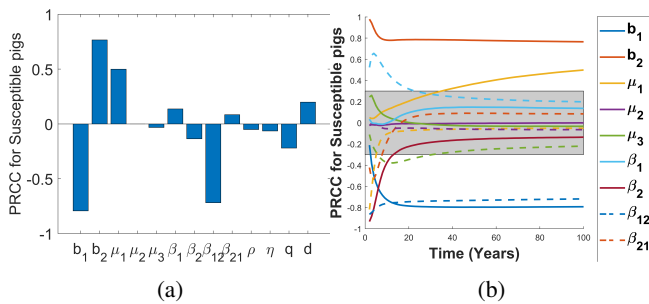 (a)
PRCC for Susceptible pigs
1
0.5
0
-0.5
-1
b₁ b₂ μ₁ μ₂ μ₃ β₁ β₂ β₁₂ β₂₁ ρ η q d
(a)
(b)
PRCC for Susceptible pigs
1
0.8
0.6
0.4
0.2
0
-0.2
-0.4
-0.6
-0.8
-1
0 20 40 60 80 100
Time (Years)
b₁
b₂
μ₁
μ₂
μ₃
β₁
β₂
β₁₂
β₂₁
(b)